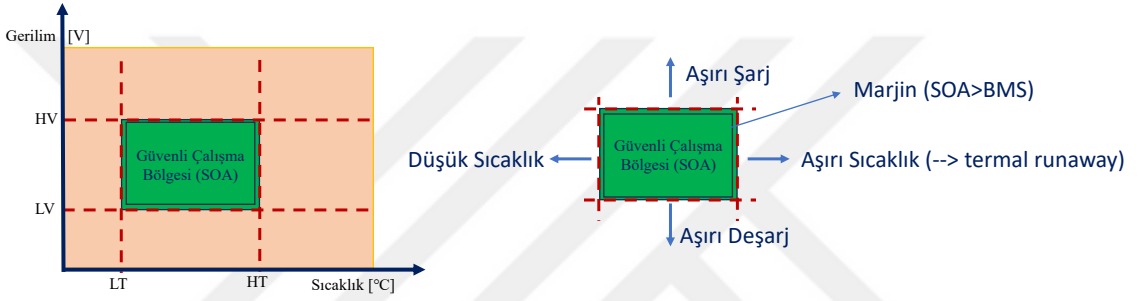 Gerilim [V]
HV
LV
LT
HT
Sıcaklık [°C]
Güvenli Çalışma
Bölgesi (SOA)
Aşırı Şarj
Marjin (SOA>BMS)
Düşük Sıcaklık
Güvenli Çalışma
Bölgesi (SOA)
Aşırı Sıcaklık (--> termal runaway)
Aşırı Deşarj